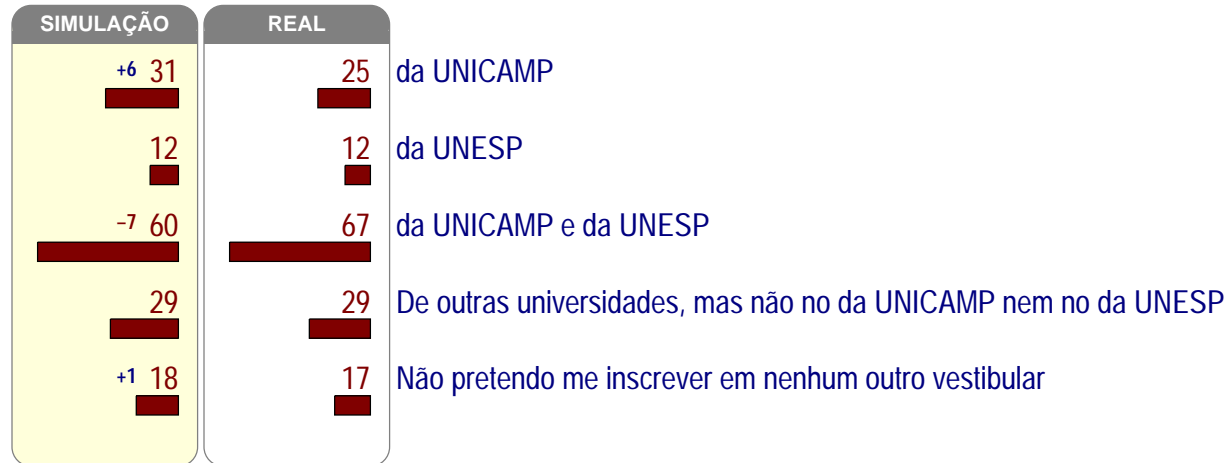 SIMULAÇÃO REAL
+6 31 25 da UNICAMP
12 12 da UNESP
–7 60 67 da UNICAMP e da UNESP
29 29 De outras universidades, mas não no da UNICAMP nem no da UNESP
+1 18 17 Não pretendo me inscrever em nenhum outro vestibular